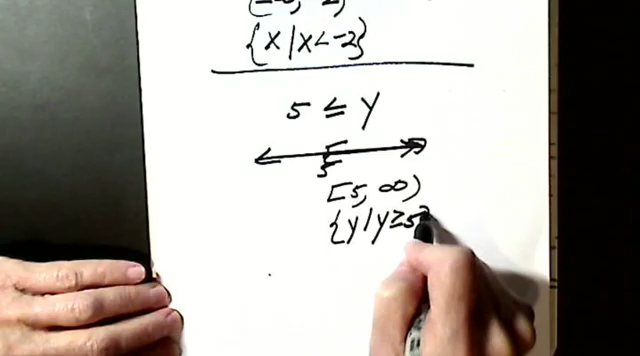 {x | x < -2}
5 ≤ y
[
5
[5, ∞)
{y | y ≥ 5}